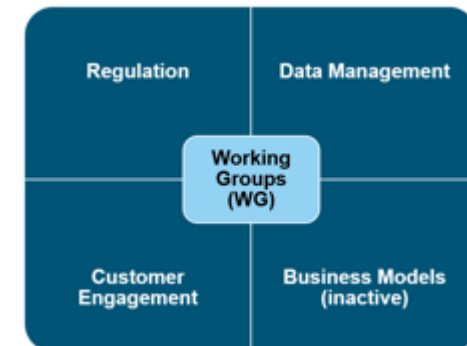 Regulation
Data Management
Working
Groups
(WG)
Customer
Engagement
Business Models
(inactive)